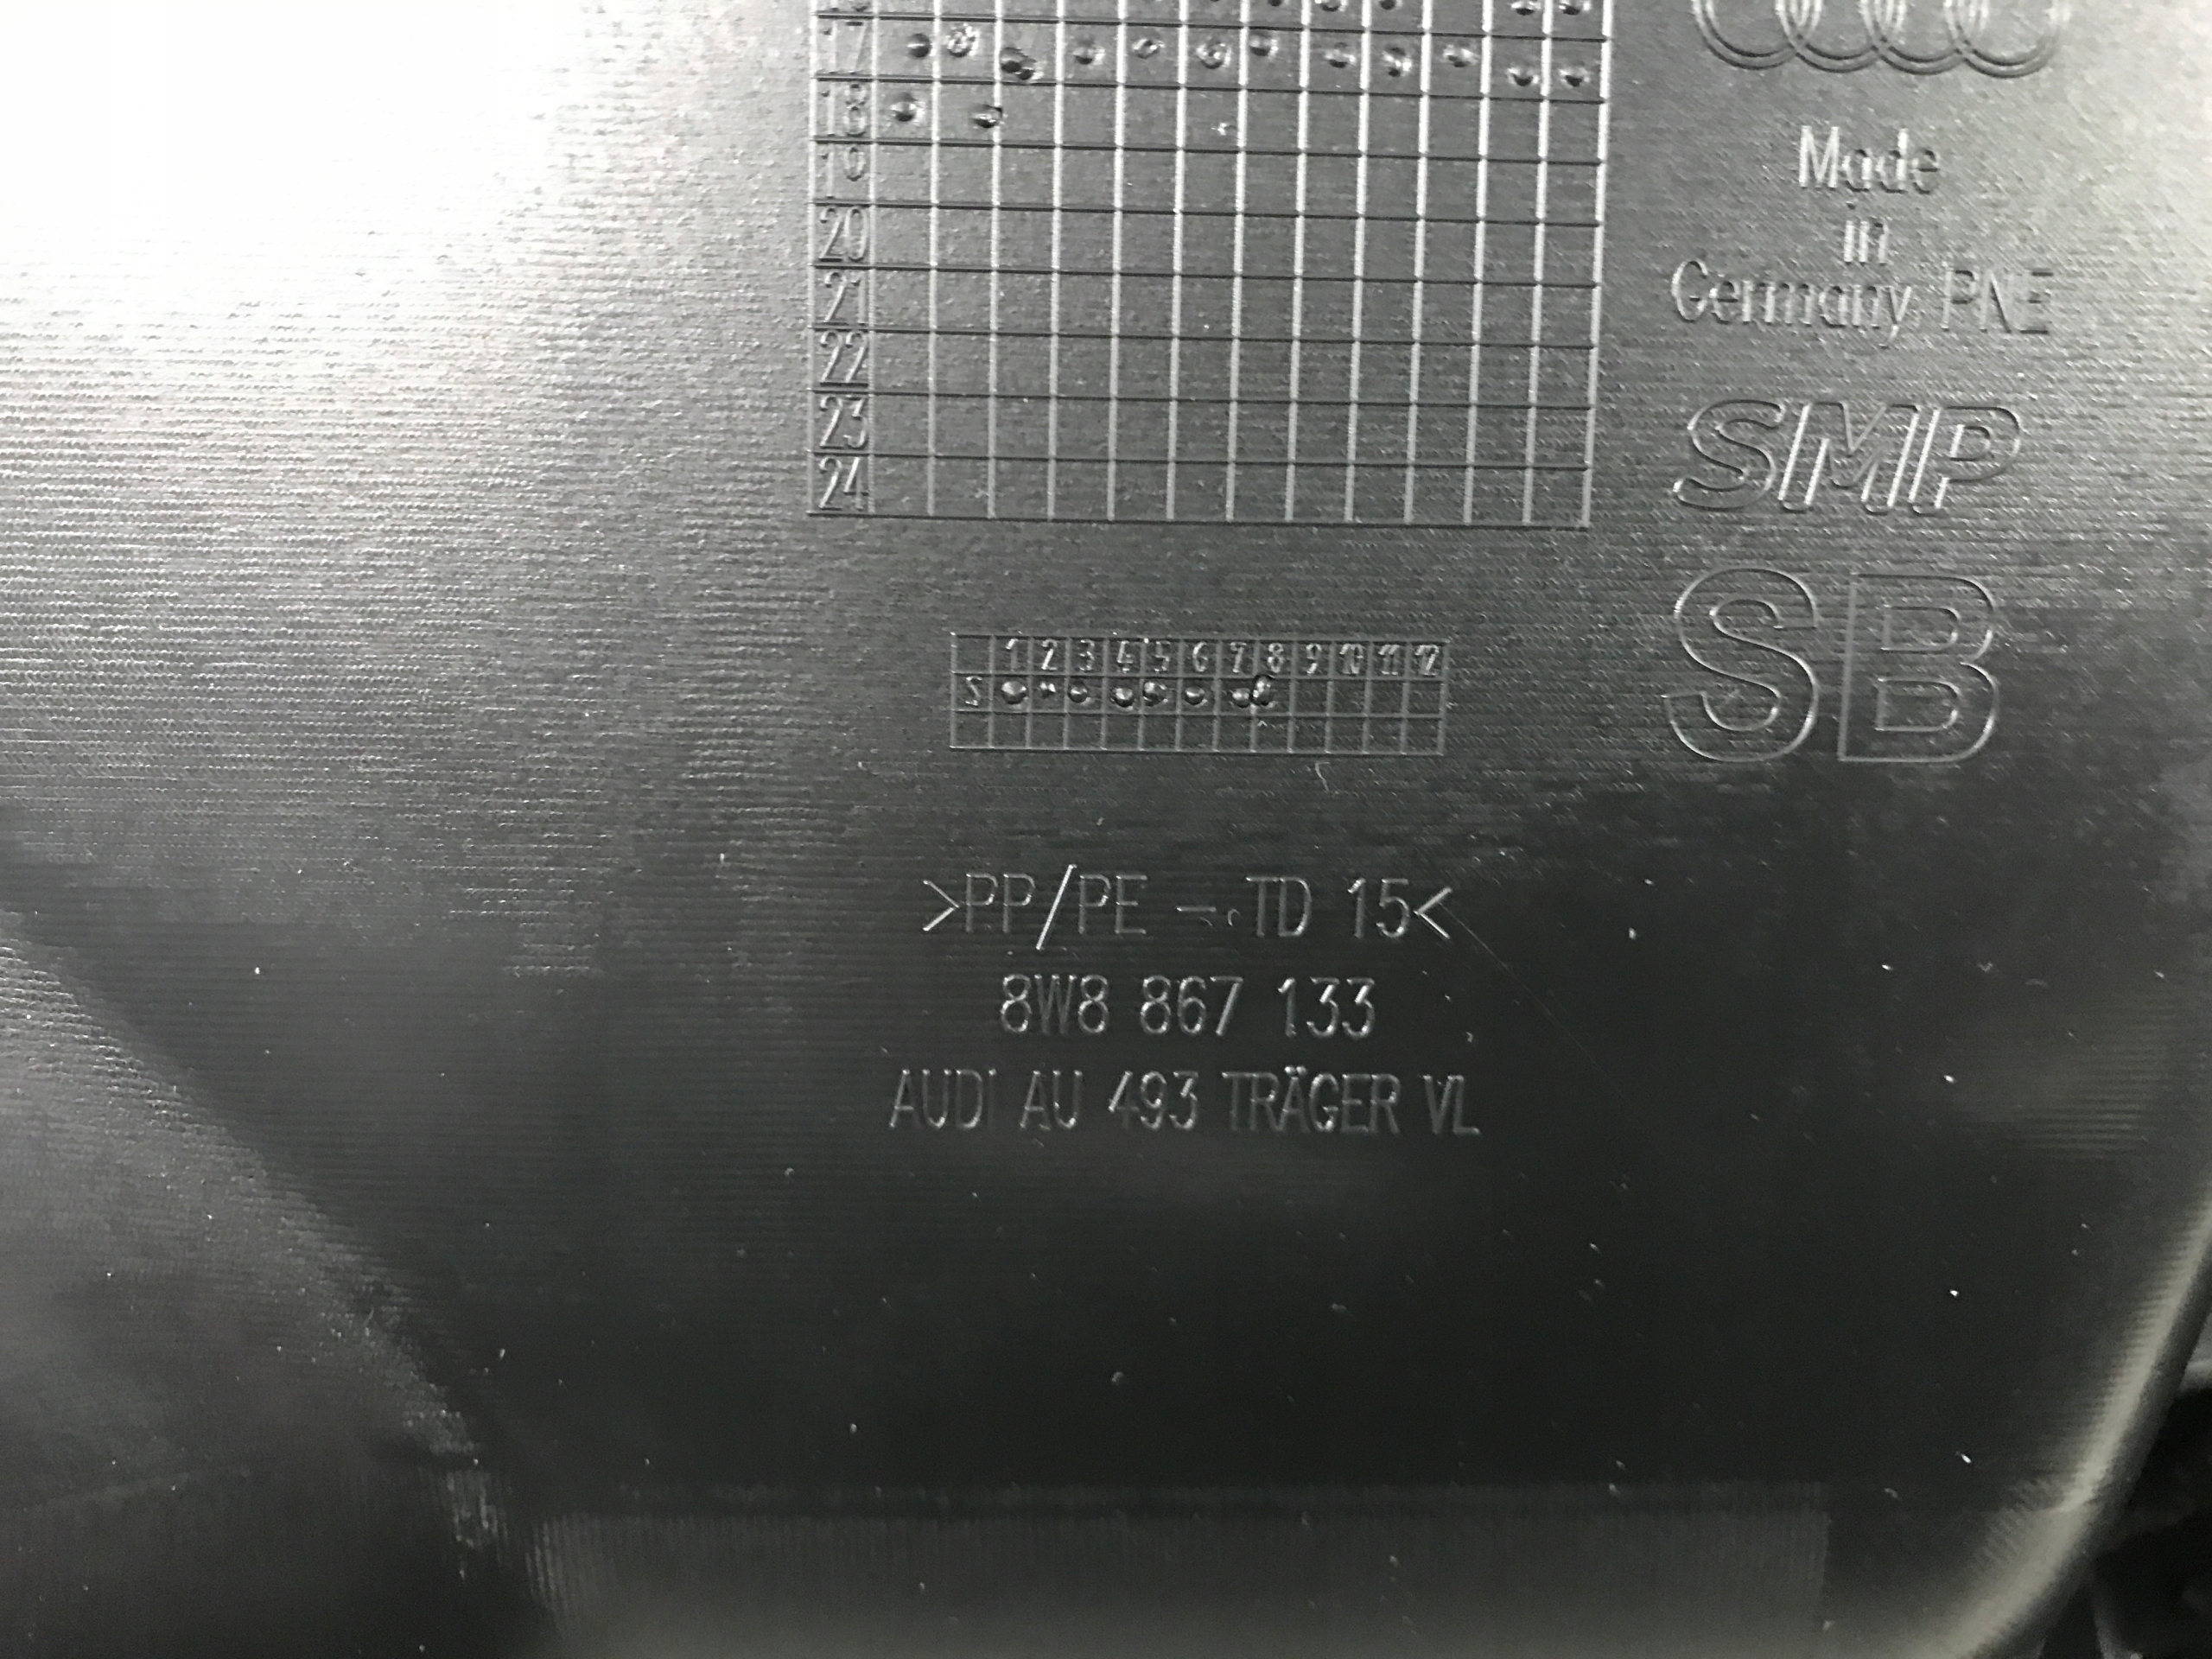 17
18
19
20
21
22
23
24
Made
in
Germany PNE
SMP
SB
1 2 3 4 5 6 7 8 9 10 11 12
S
>PP/PE - TD 15<
8W8 867 133
AUDI AU 493 TRÄGER VL